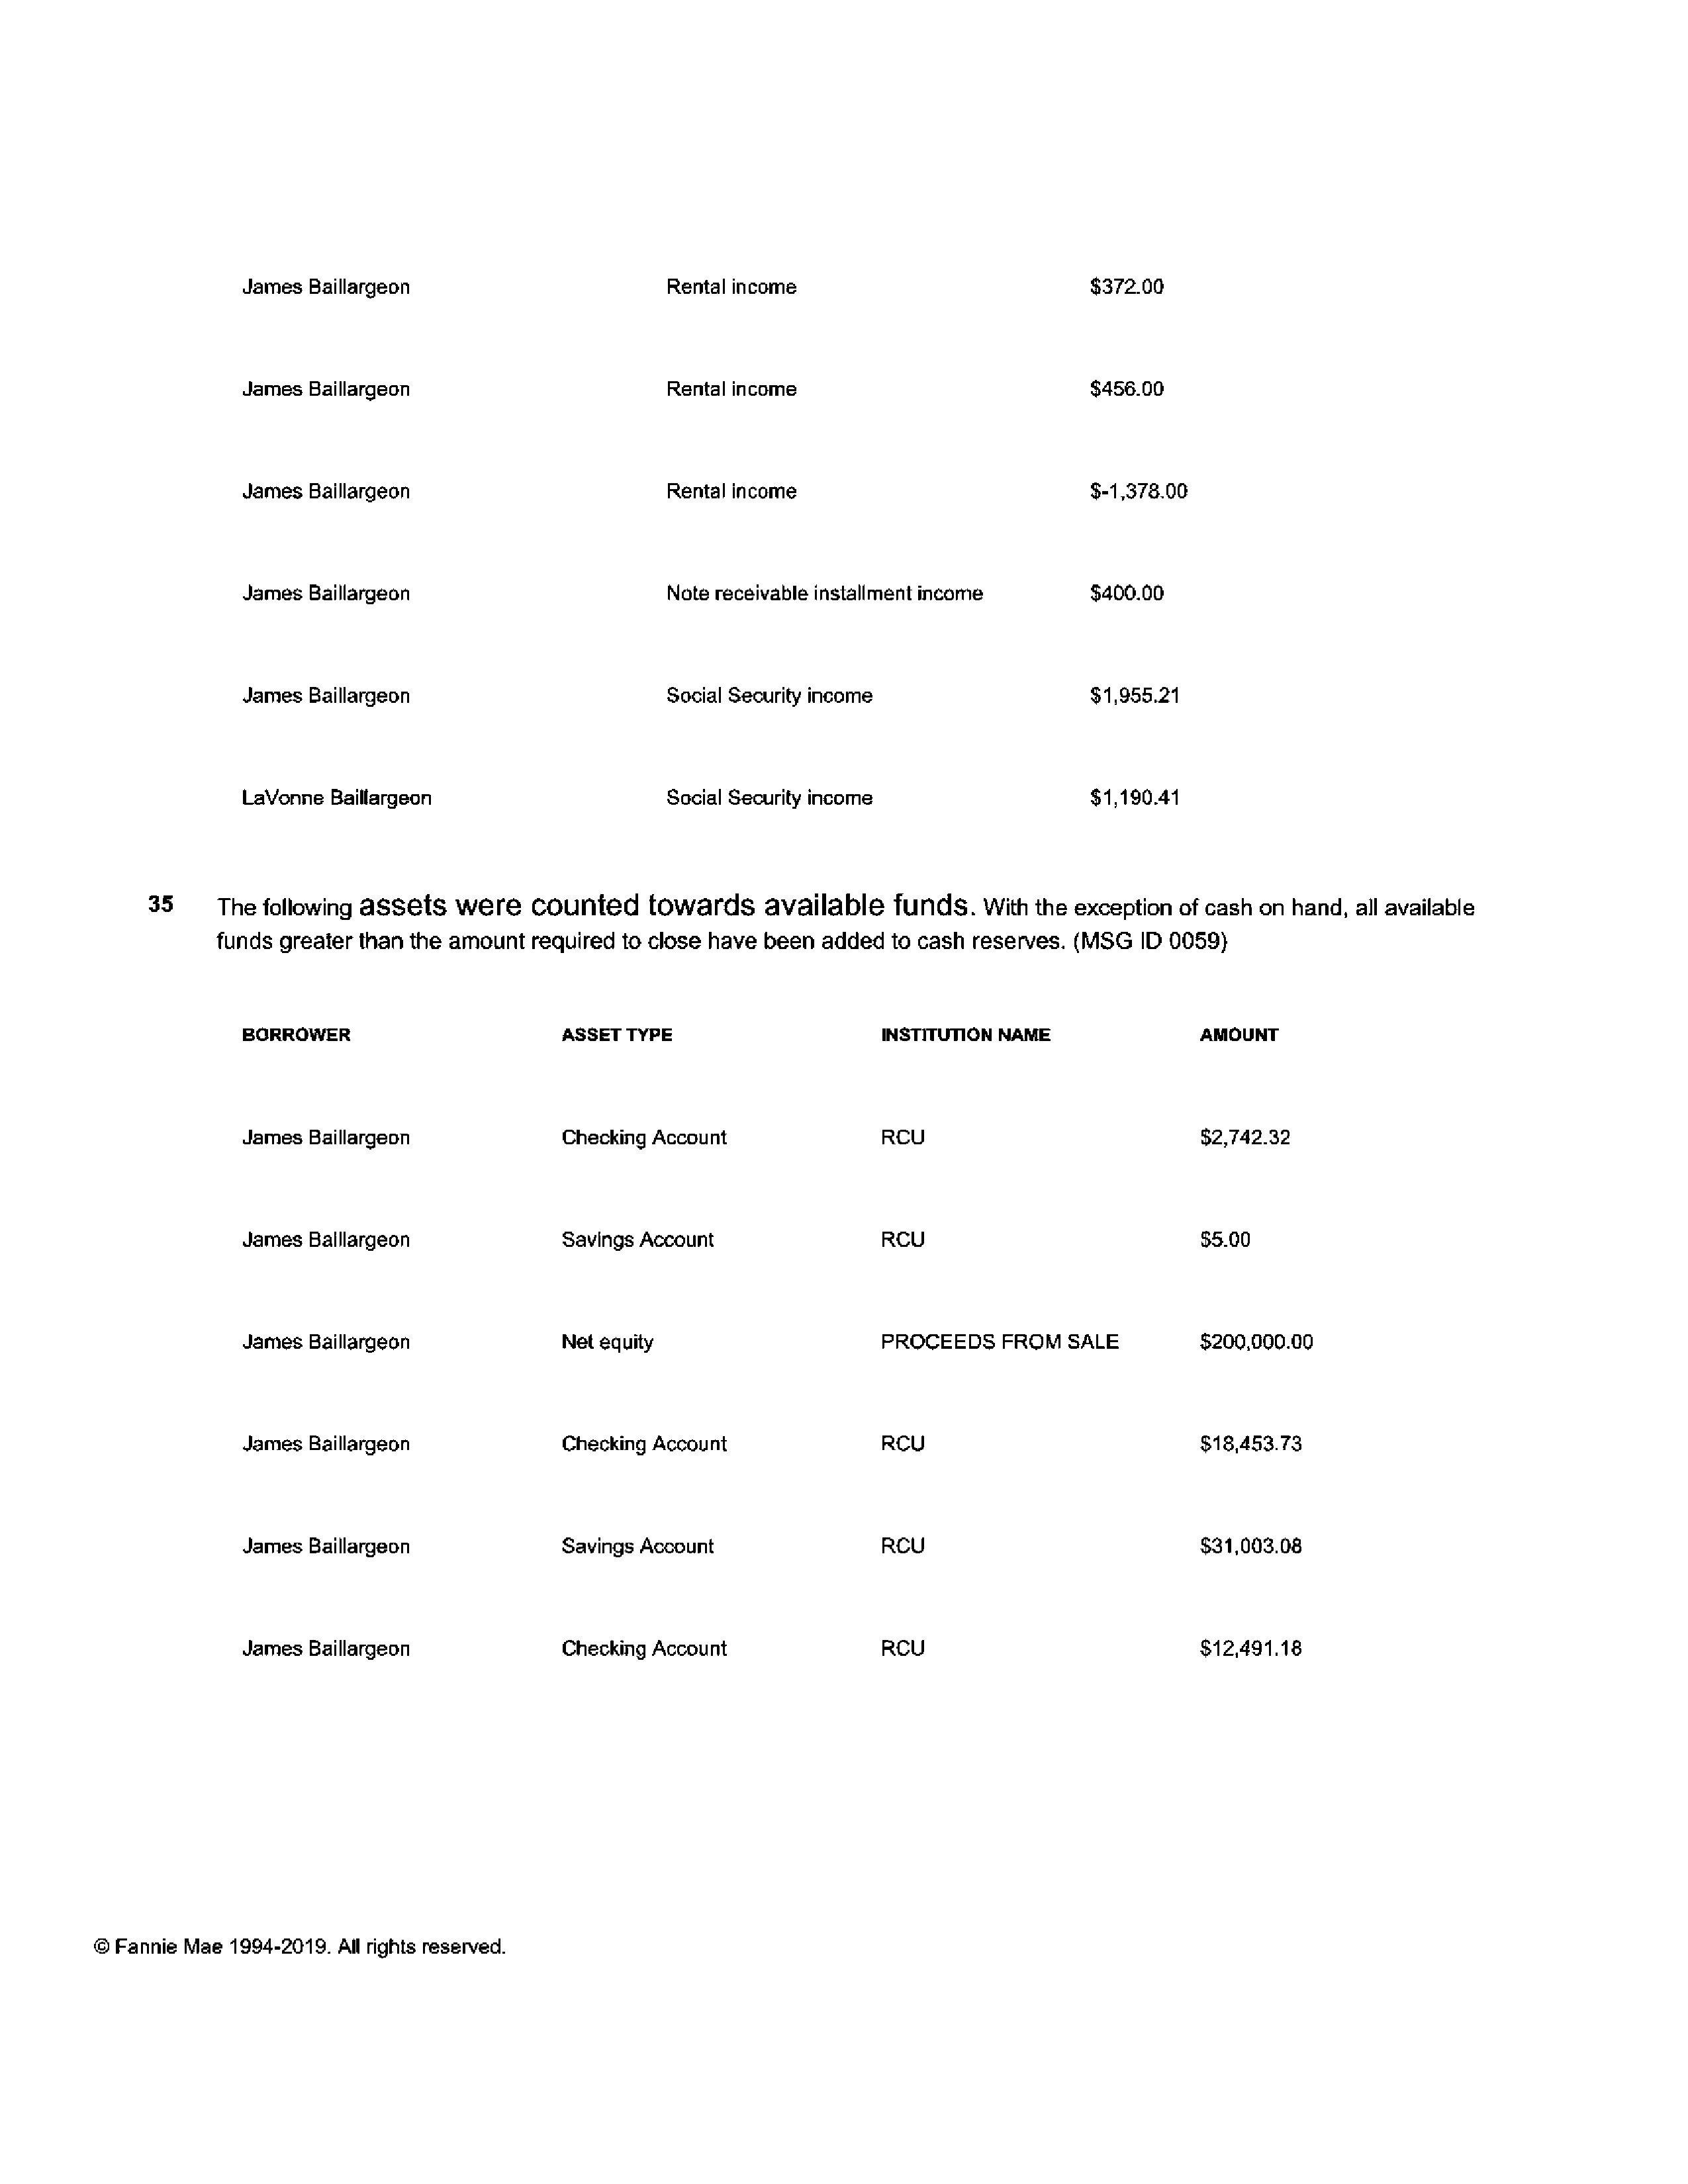 James Baillargeon Rental income $372.00
James Baillargeon Rental income $456.00
James Baillargeon Rental income $-1,378.00
James Baillargeon Note receivable installment income $400.00
James Baillargeon Social Security income $1,955.21
LaVonne Baillargeon Social Security income $1,190.41
35 The following assets were counted towards available funds. With the exception of cash on hand, all available
funds greater than the amount required to close have been added to cash reserves. (MSG ID 0059)
BORROWER ASSET TYPE INSTITUTION NAME AMOUNT
James Baillargeon Checking Account RCU $2,742.32
James Baillargeon Savings Account RCU $5.00
James Baillargeon Net equity PROCEEDS FROM SALE $200,000.00
James Baillargeon Checking Account RCU $18,453.73
James Baillargeon Savings Account RCU $31,003.08
James Baillargeon Checking Account RCU $12,491.18
© Fannie Mae 1994-2019. All rights reserved.